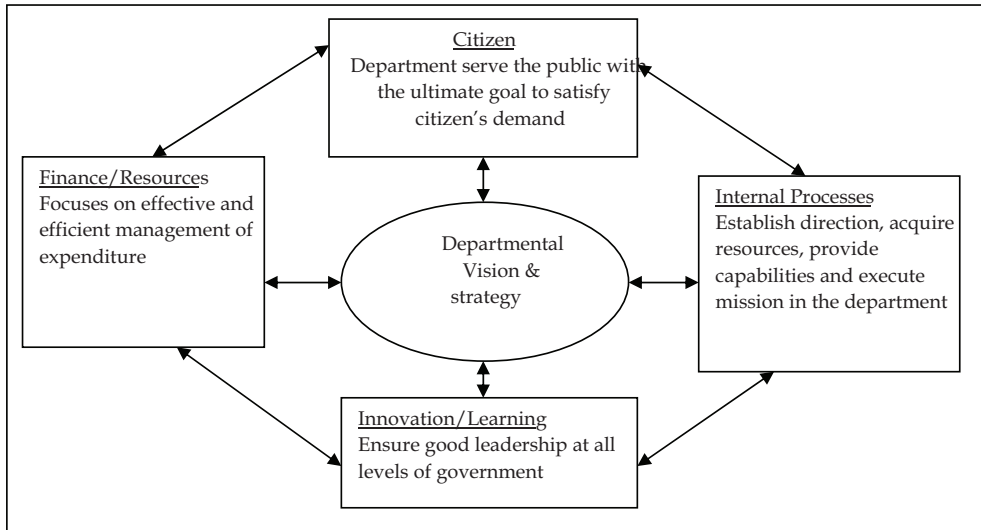 Citizen
Department serve the public with
the ultimate goal to satisfy
citizen's demand
Finance/Resources
Focuses on effective and
efficient management of
expenditure
Internal Processes
Establish direction, acquire
resources, provide
capabilities and execute
mission in the department
Departmental
Vision &
strategy
Innovation/Learning
Ensure good leadership at all
levels of government